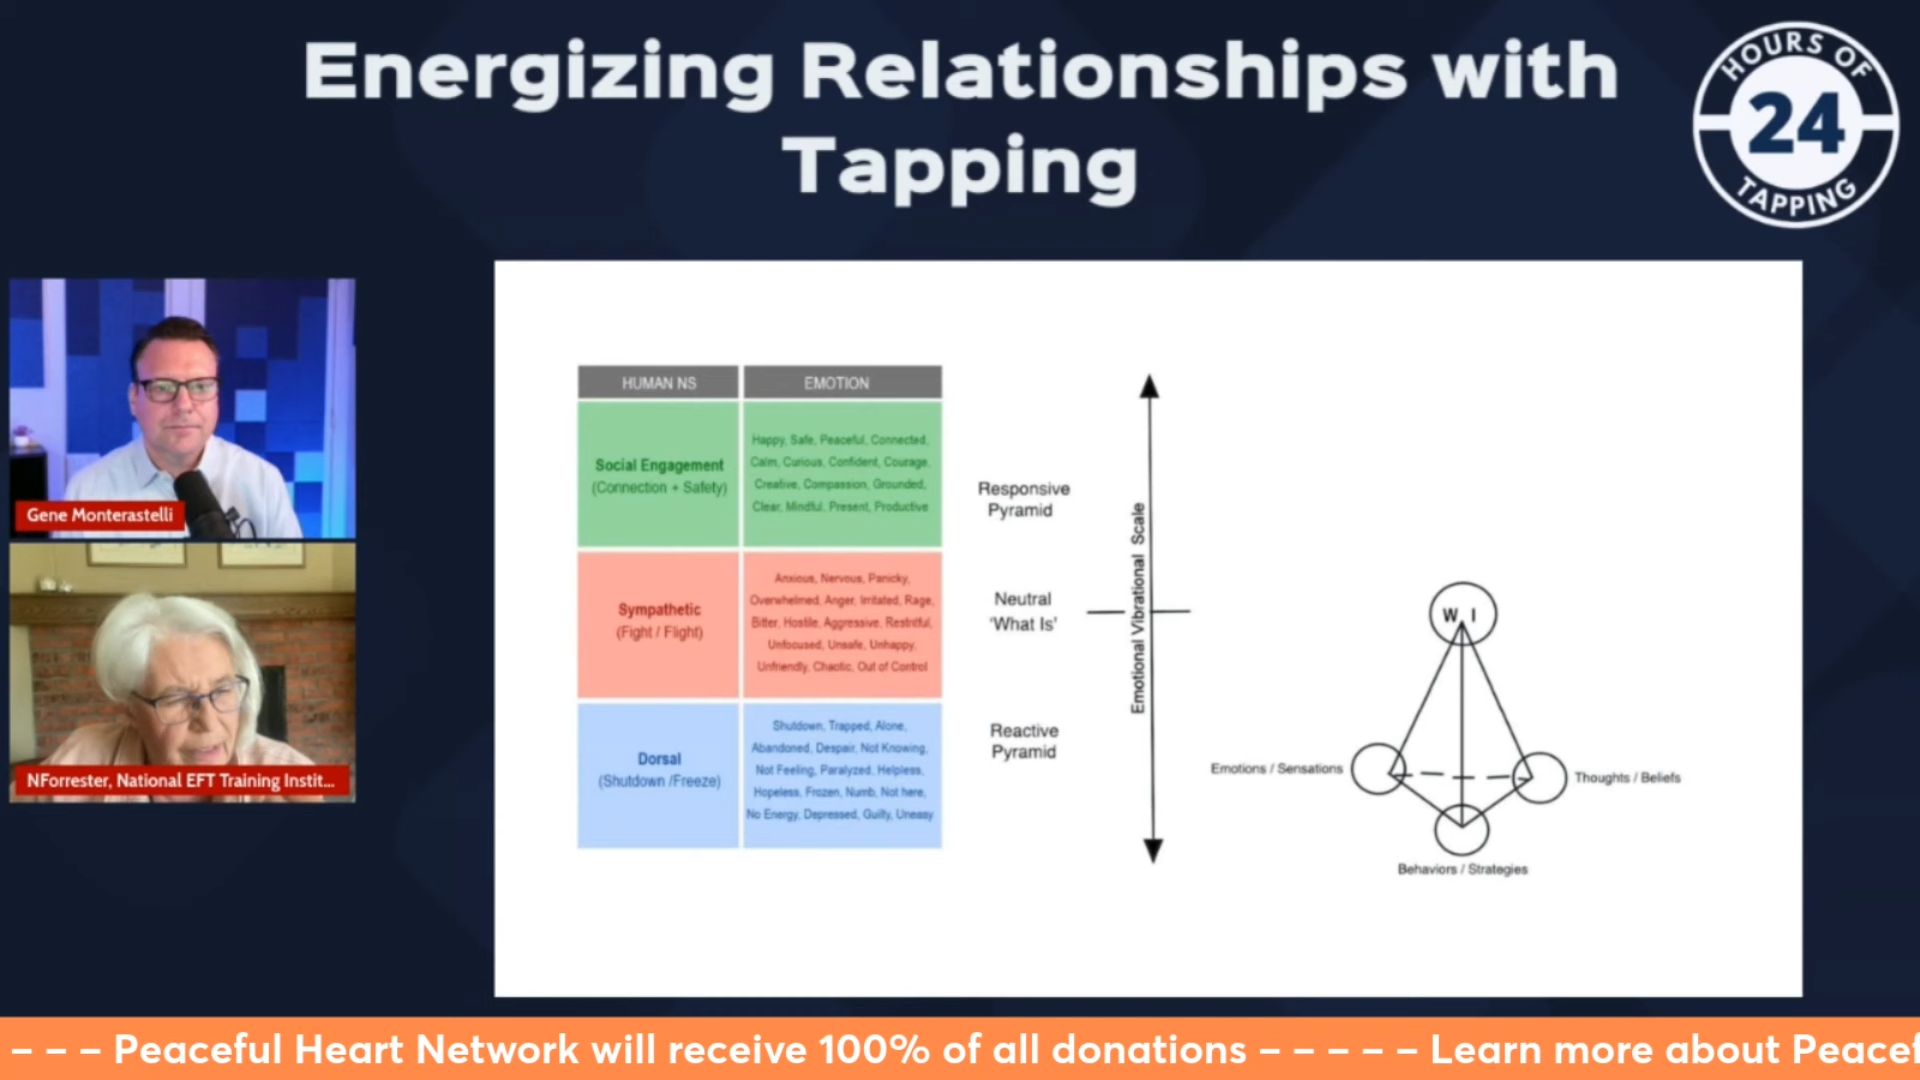 Energizing Relationships with
Tapping
HOURS OF
24
TAPPING
Gene Monterastelli
NForrester, National EFT Training Instit...
HUMAN NS
EMOTION
Social Engagement
(Connection + Safety)
Happy, Safe, Peaceful, Connected,
Calm, Curious, Confident, Courage,
Creative, Compassion, Grounded,
Clear, Mindful, Present, Productive
Sympathetic
(Fight / Flight)
Anxious, Nervous, Panicky,
Overwhelmed, Anger, Irritated, Rage,
Bitter, Hostile, Aggressive,
Unfocused, Unsafe, Unhappy,
Unfriendly, Chaotic, Out of Control
Dorsal
(Shutdown /Freeze)
Shutdown, Trapped, Alone,
Abandoned, Despair, Not Knowing,
Not Feeling, Paralyzed, Helpless,
Hopeless, Frozen, Numb, Not here,
No Energy, Depressed, Guilty, Uneasy
Responsive
Pyramid
Neutral
'What Is'
Reactive
Pyramid
Emotional Vibrational Scale
W I
Emotions / Sensations
Thoughts / Beliefs
Behaviors / Strategies
– – – Peaceful Heart Network will receive 100% of all donations – – – – – Learn more about Peacef